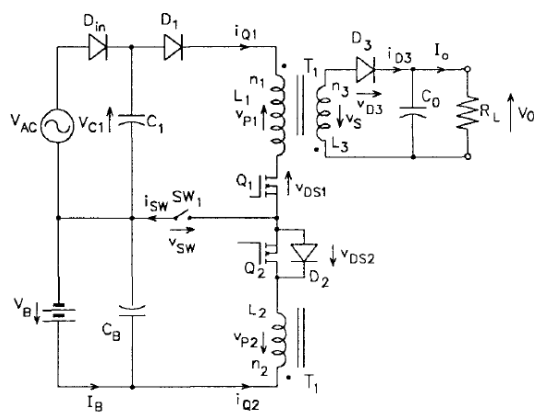 D_in
D_1
i_Q1
T_1
D_3
i_D3
I_o
n_1
L_1
v_P1
n_3
v_D3
v_S
L_3
C_O
R_L
V_O
V_AC
V_C1
C_1
Q_1
v_DS1
i_SW
SW_1
v_SW
Q_2
D_2
v_DS2
V_B
C_B
L_2
v_P2
n_2
T_1
I_B
i_Q2